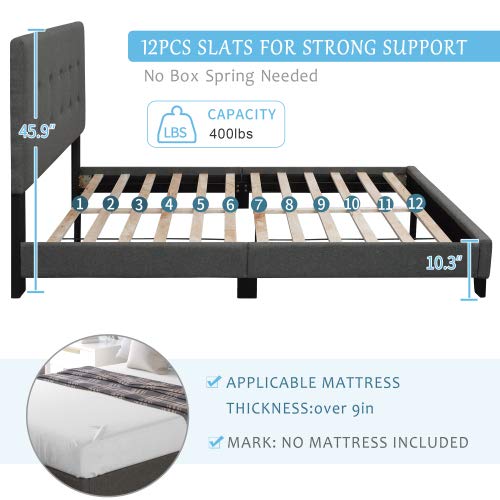 12PCS SLATS FOR STRONG SUPPORT
No Box Spring Needed
LBS
CAPACITY
400lbs
45.9"
1 2 3 4 5 6 7 8 9 10 11 12
10.3"
APPLICABLE MATTRESS
THICKNESS:over 9in
MARK: NO MATTRESS INCLUDED